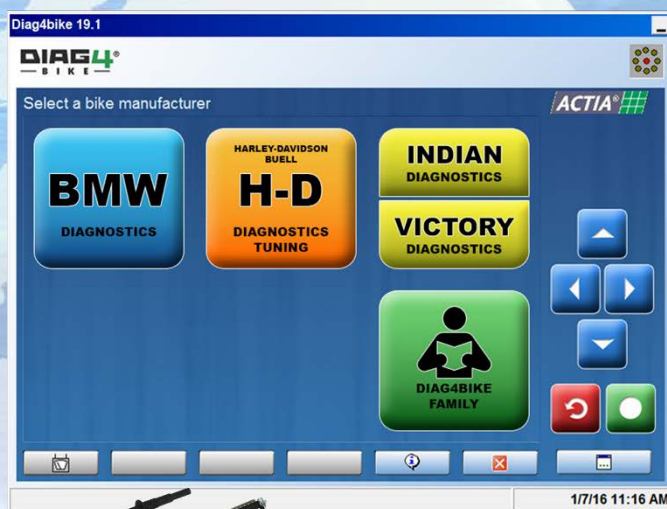 Diag4bike 19.1
DIAG4®
BIKE
Select a bike manufacturer
ACTIA®
BMW
DIAGNOSTICS
HARLEY-DAVIDSON
BUELL
H-D
DIAGNOSTICS
TUNING
INDIAN
DIAGNOSTICS
VICTORY
DIAGNOSTICS
DIAG4BIKE
FAMILY
1/7/16 11:16 AM